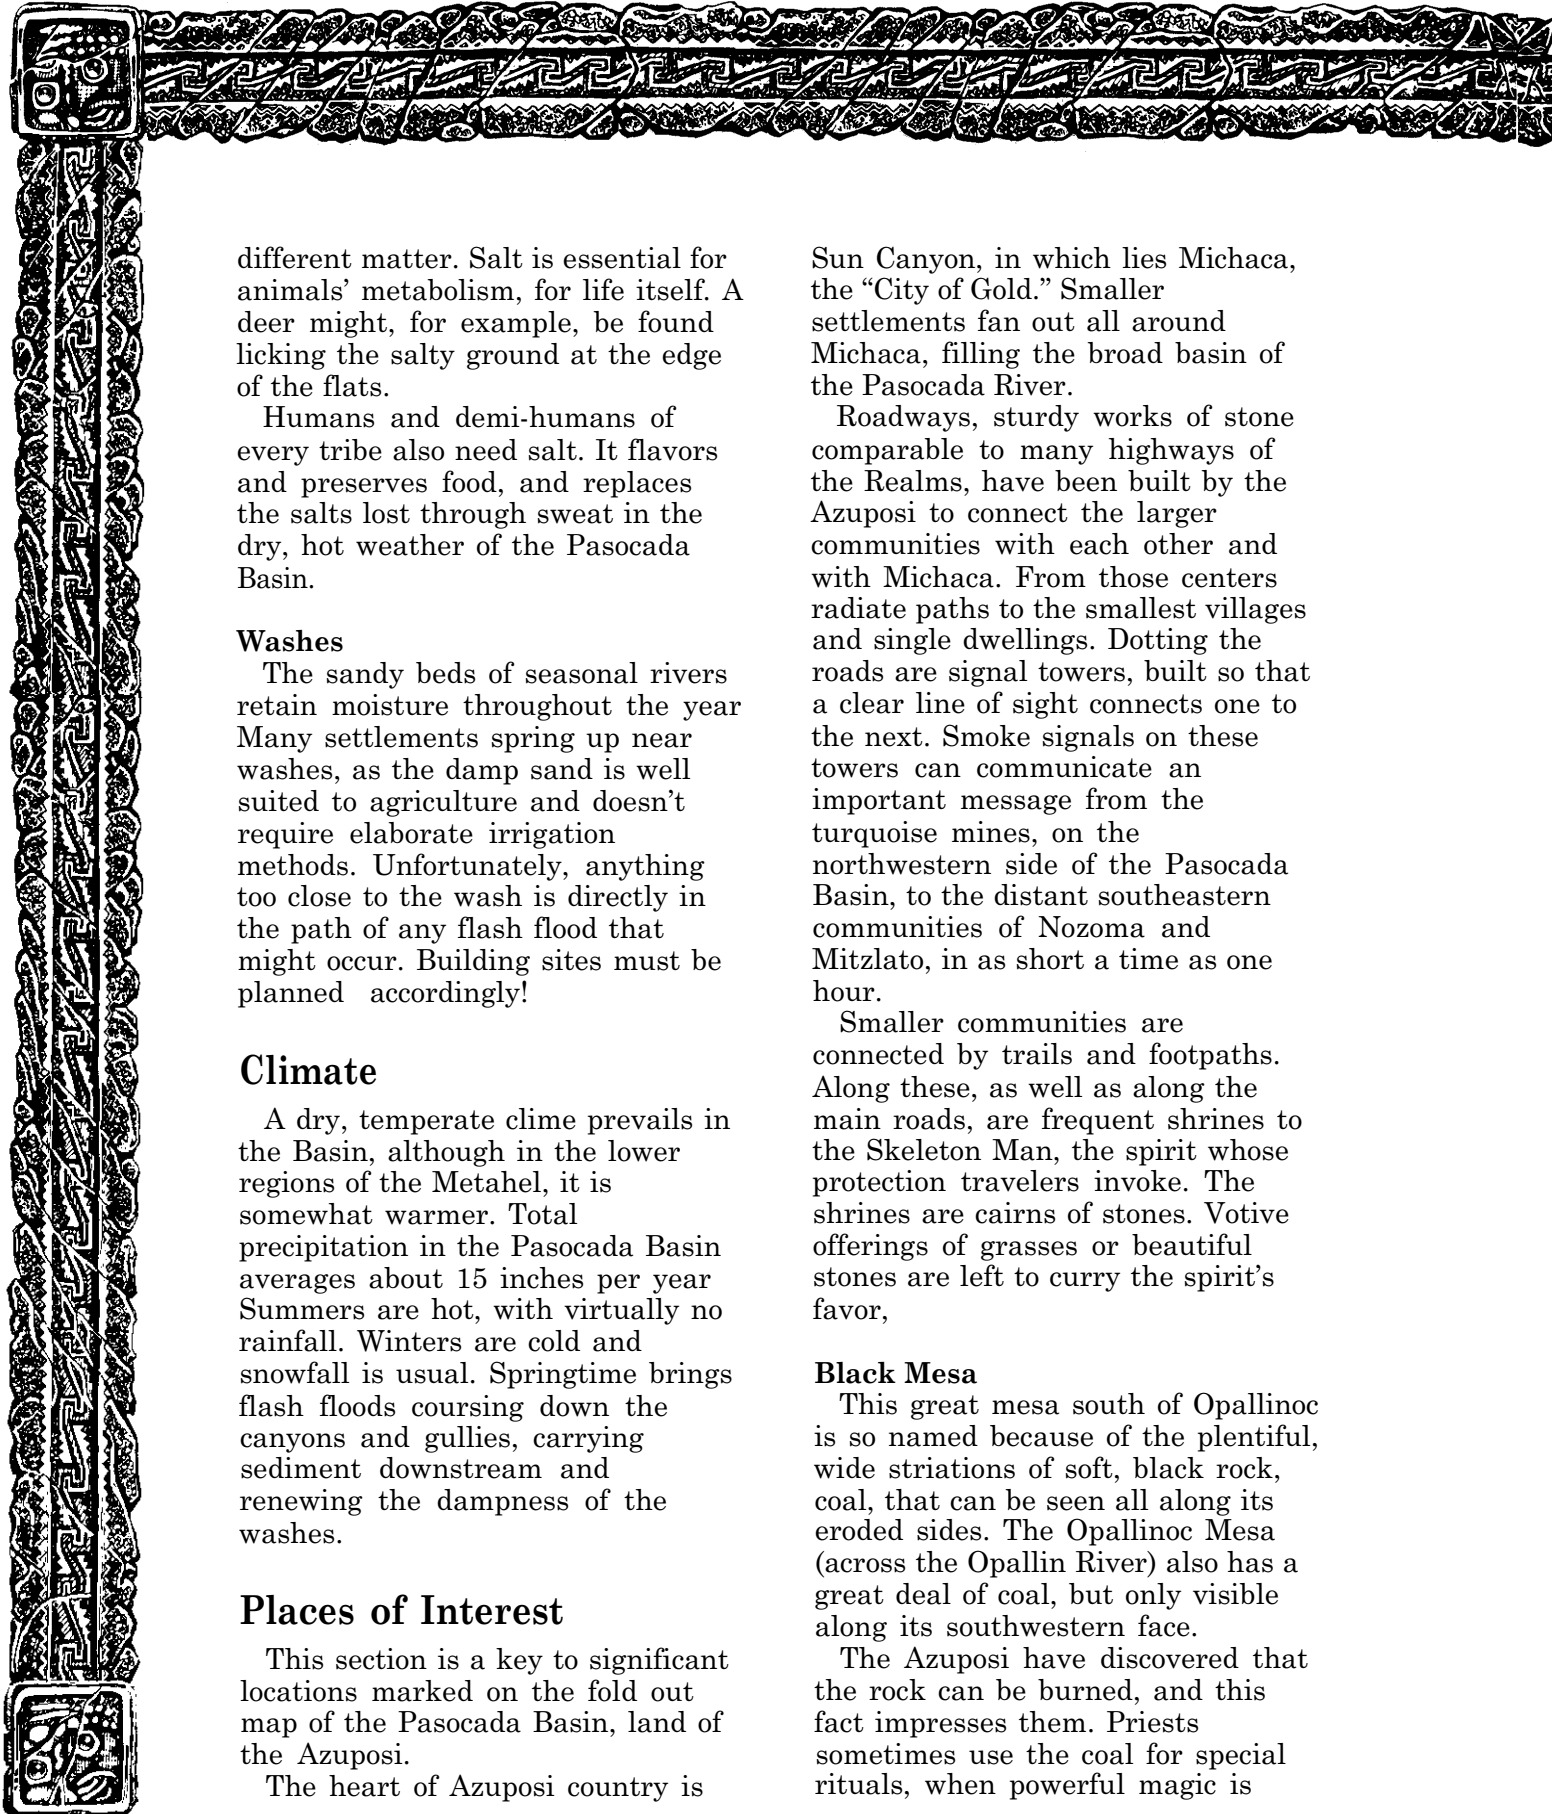 different matter. Salt is essential for
animals’ metabolism, for life itself. A
deer might, for example, be found
licking the salty ground at the edge
of the flats.
Humans and demi-humans of
every tribe also need salt. It flavors
and preserves food, and replaces
the salts lost through sweat in the
dry, hot weather of the Pasocada
Basin.
Washes
The sandy beds of seasonal rivers
retain moisture throughout the year
Many settlements spring up near
washes, as the damp sand is well
suited to agriculture and doesn’t
require elaborate irrigation
methods. Unfortunately, anything
too close to the wash is directly in
the path of any flash flood that
might occur. Building sites must be
planned accordingly!
Climate
A dry, temperate clime prevails in
the Basin, although in the lower
regions of the Metahel, it is
somewhat warmer. Total
precipitation in the Pasocada Basin
averages about 15 inches per year
Summers are hot, with virtually no
rainfall. Winters are cold and
snowfall is usual. Springtime brings
flash floods coursing down the
canyons and gullies, carrying
sediment downstream and
renewing the dampness of the
washes.
Places of Interest
This section is a key to significant
locations marked on the fold out
map of the Pasocada Basin, land of
the Azuposi.
The heart of Azuposi country is
Sun Canyon, in which lies Michaca,
the “City of Gold.” Smaller
settlements fan out all around
Michaca, filling the broad basin of
the Pasocada River.
Roadways, sturdy works of stone
comparable to many highways of
the Realms, have been built by the
Azuposi to connect the larger
communities with each other and
with Michaca. From those centers
radiate paths to the smallest villages
and single dwellings. Dotting the
roads are signal towers, built so that
a clear line of sight connects one to
the next. Smoke signals on these
towers can communicate an
important message from the
turquoise mines, on the
northwestern side of the Pasocada
Basin, to the distant southeastern
communities of Nozoma and
Mitzlato, in as short a time as one
hour.
Smaller communities are
connected by trails and footpaths.
Along these, as well as along the
main roads, are frequent shrines to
the Skeleton Man, the spirit whose
protection travelers invoke. The
shrines are cairns of stones. Votive
offerings of grasses or beautiful
stones are left to curry the spirit’s
favor,
Black Mesa
This great mesa south of Opallinoc
is so named because of the plentiful,
wide striations of soft, black rock,
coal, that can be seen all along its
eroded sides. The Opallinoc Mesa
(across the Opallin River) also has a
great deal of coal, but only visible
along its southwestern face.
The Azuposi have discovered that
the rock can be burned, and this
fact impresses them. Priests
sometimes use the coal for special
rituals, when powerful magic is